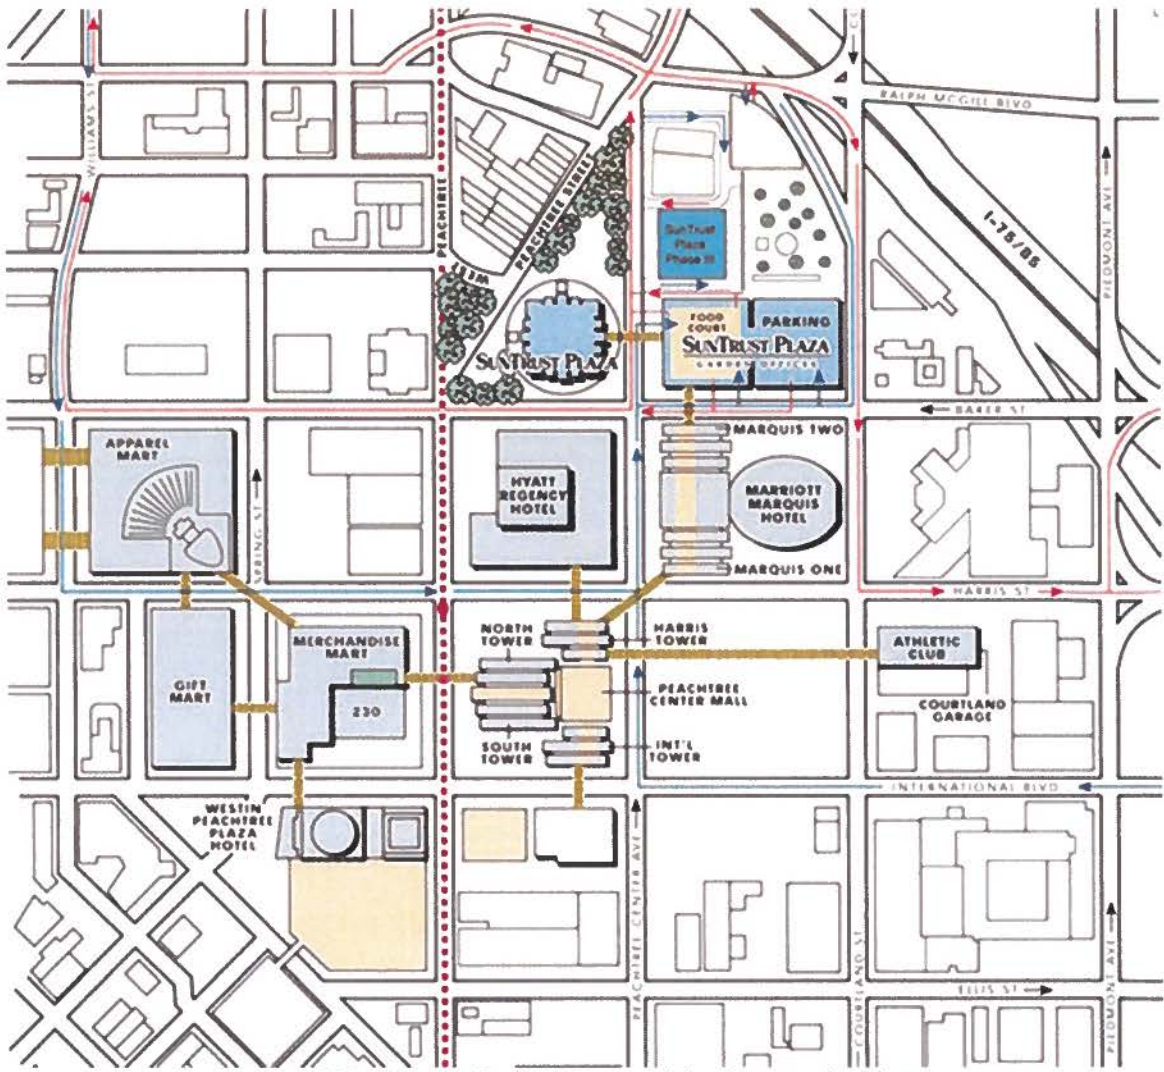 RALPH MCGILL BLVD
WILLIAMS ST
PIEDMONT AVE
I-75/85
PEACHTREE
WEST
PEACHTREE STREET
SunTrust
Plaza
Phase III
SUNTRUST PLAZA
FOOD
COURT
PARKING
SUNTRUST PLAZA
GARDEN OFFICES
BAKER ST
APPAREL
MART
SPRING ST
HYATT
REGENCY
HOTEL
MARQUIS TWO
MARRIOTT
MARQUIS
HOTEL
MARQUIS ONE
HARRIS ST
MERCHANDISE
MART
230
GIFT
MART
NORTH
TOWER
HARRIS
TOWER
PEACHTREE
CENTER MALL
SOUTH
TOWER
INT'L
TOWER
ATHLETIC
CLUB
COURTLAND
GARAGE
INTERNATIONAL BLVD
WESTIN
PEACHTREE
PLAZA
HOTEL
PEACHTREE CENTER AVE
COURTLAND ST
PIEDMONT AVE
ELLIS ST